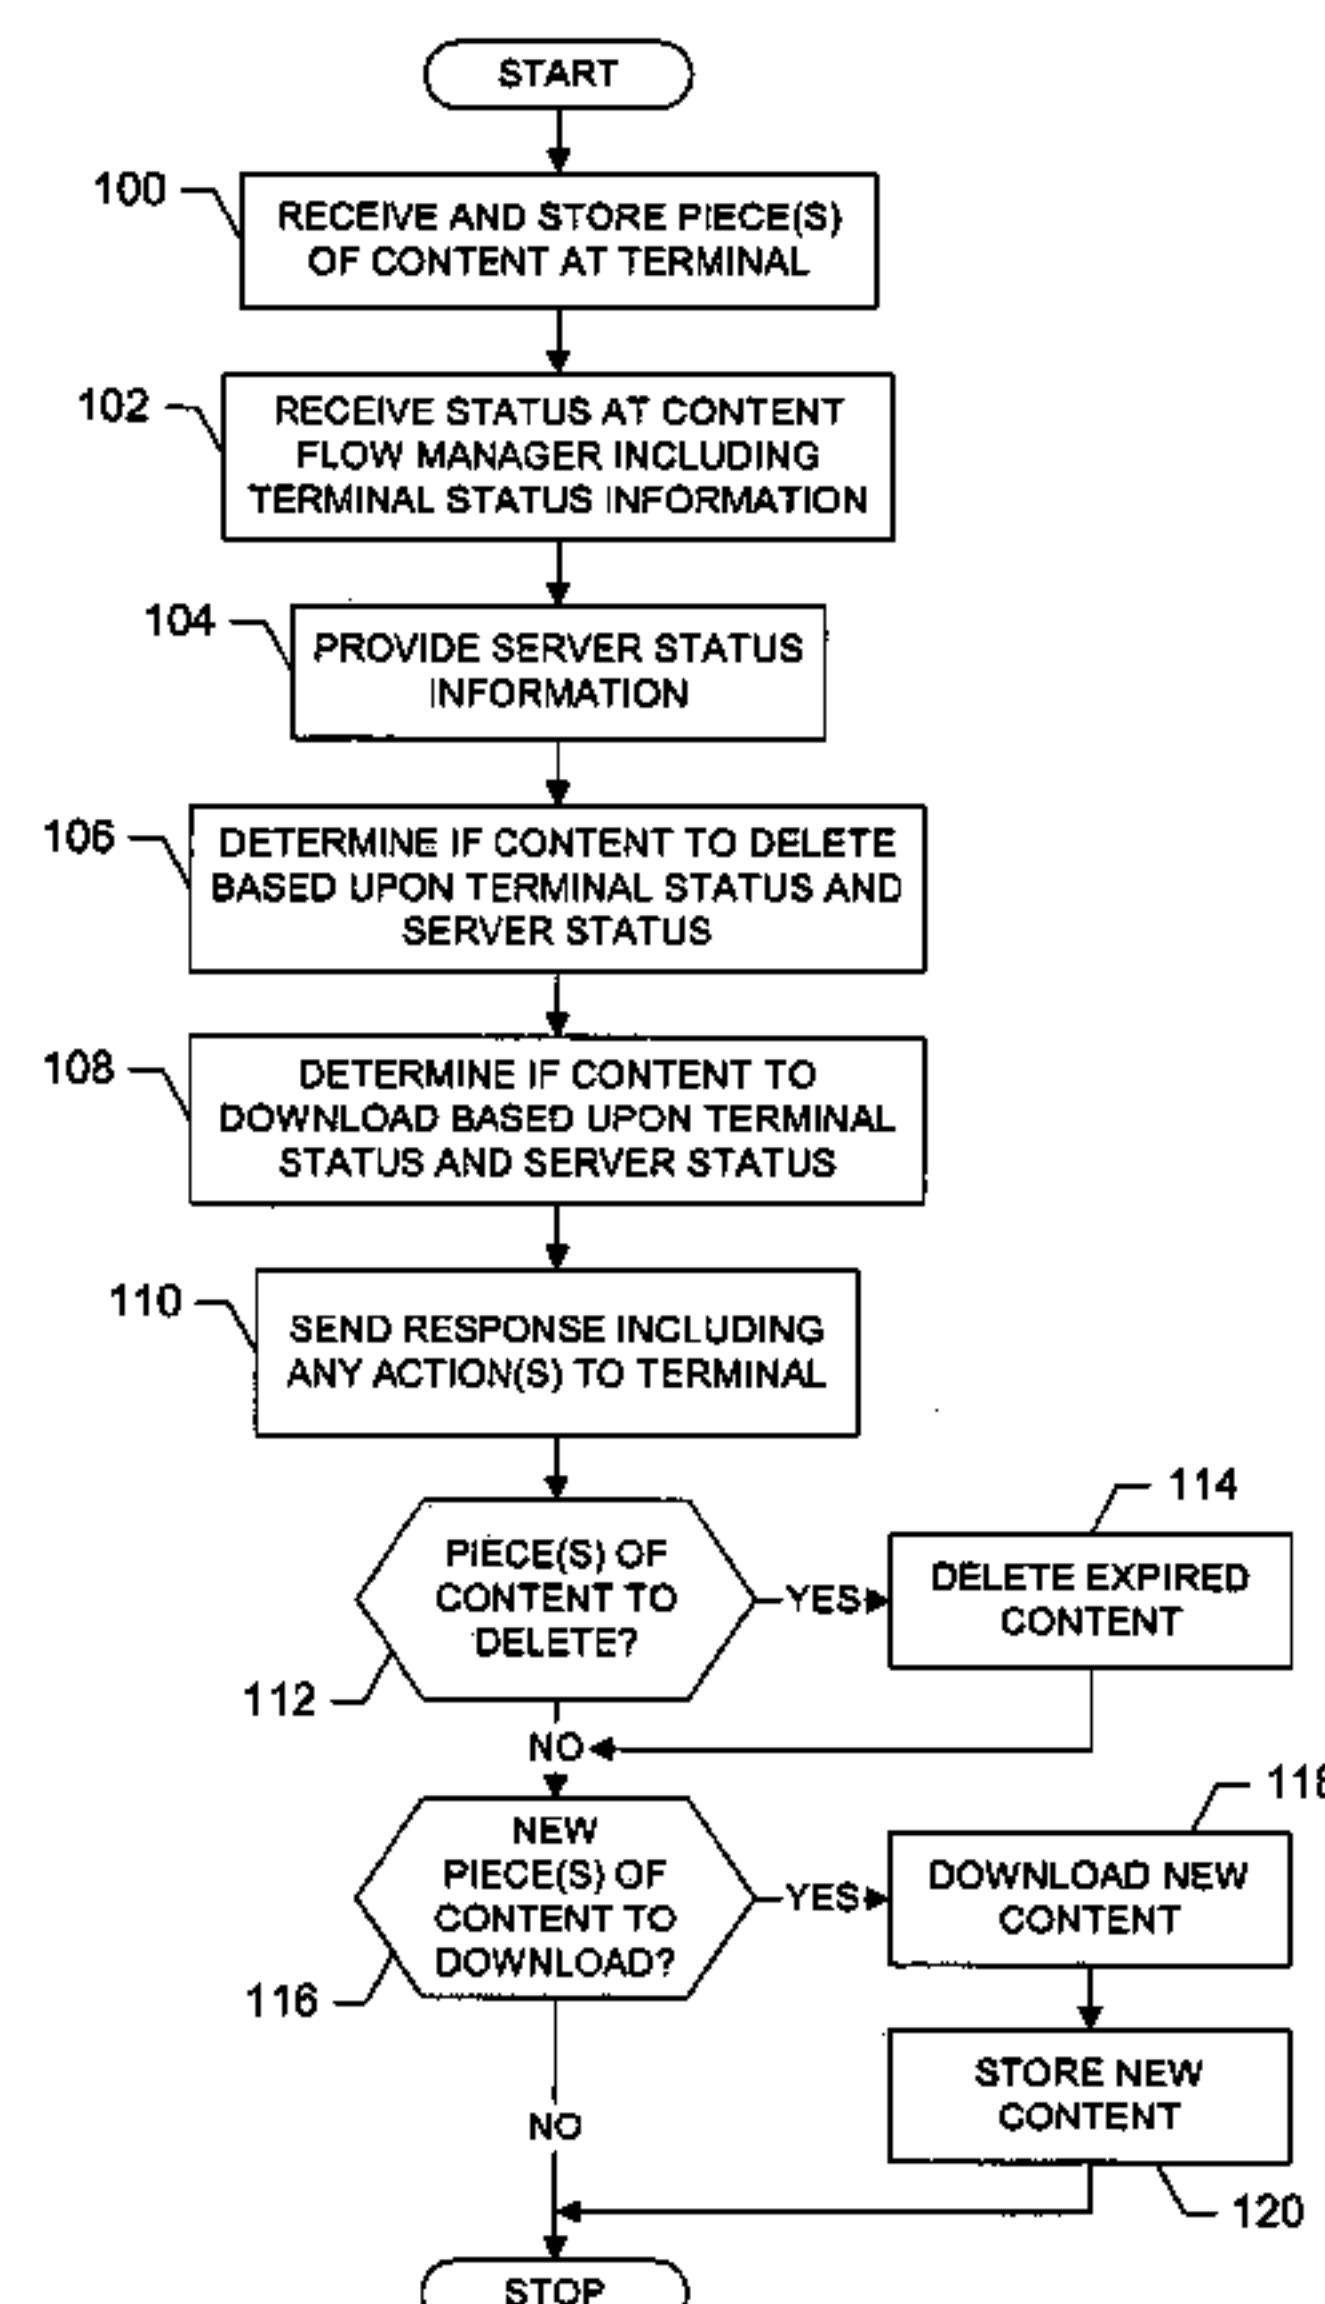 START
100
RECEIVE AND STORE PIECE(S)
OF CONTENT AT TERMINAL
102
RECEIVE STATUS AT CONTENT
FLOW MANAGER INCLUDING
TERMINAL STATUS INFORMATION
104
PROVIDE SERVER STATUS
INFORMATION
106
DETERMINE IF CONTENT TO DELETE
BASED UPON TERMINAL STATUS AND
SERVER STATUS
108
DETERMINE IF CONTENT TO
DOWNLOAD BASED UPON TERMINAL
STATUS AND SERVER STATUS
110
SEND RESPONSE INCLUDING
ANY ACTION(S) TO TERMINAL
PIECE(S) OF
CONTENT TO
DELETE?
112
YES
114
DELETE EXPIRED
CONTENT
NO
NEW
PIECE(S) OF
CONTENT TO
DOWNLOAD?
116
YES
118
DOWNLOAD NEW
CONTENT
STORE NEW
CONTENT
120
NO
STOP